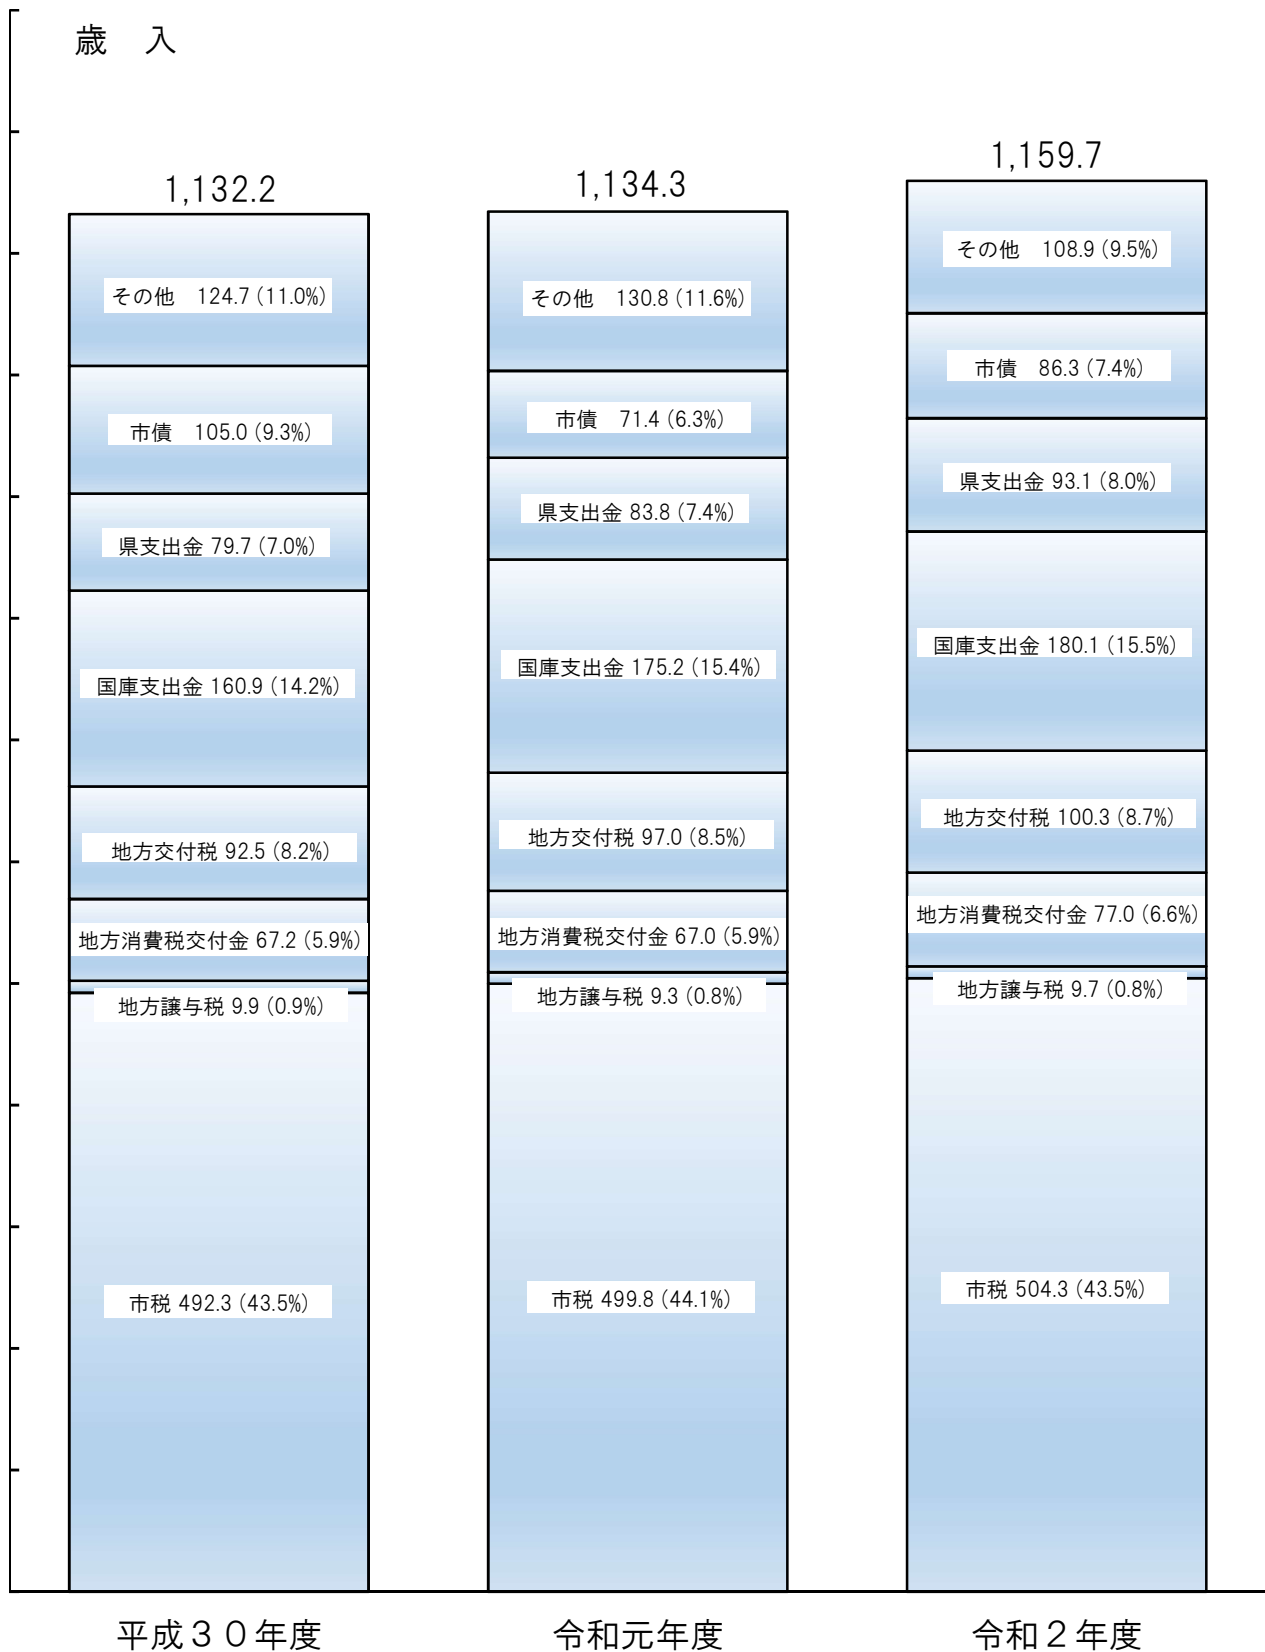 歳　入
1,132.2
その他　124.7 (11.0%)
市債　105.0 (9.3%)
県支出金 79.7 (7.0%)
国庫支出金 160.9 (14.2%)
地方交付税 92.5 (8.2%)
地方消費税交付金 67.2 (5.9%)
地方譲与税 9.9 (0.9%)
市税 492.3 (43.5%)
平成３０年度
1,134.3
その他　130.8 (11.6%)
市債　71.4 (6.3%)
県支出金 83.8 (7.4%)
国庫支出金 175.2 (15.4%)
地方交付税 97.0 (8.5%)
地方消費税交付金 67.0 (5.9%)
地方譲与税 9.3 (0.8%)
市税 499.8 (44.1%)
令和元年度
1,159.7
その他　108.9 (9.5%)
市債　86.3 (7.4%)
県支出金 93.1 (8.0%)
国庫支出金 180.1 (15.5%)
地方交付税 100.3 (8.7%)
地方消費税交付金 77.0 (6.6%)
地方譲与税 9.7 (0.8%)
市税 504.3 (43.5%)
令和２年度